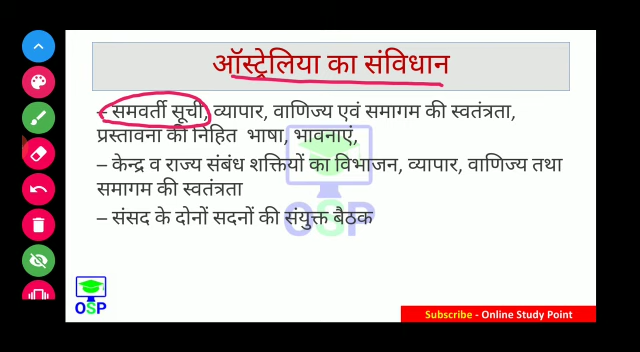 ऑस्ट्रेलिया का संविधान
– समवर्ती सूची, व्यापार, वाणिज्य एवं समागम की स्वतंत्रता,
प्रस्तावना की निहित भाषा, भावनाएं,
– केन्द्र व राज्य संबंध शक्तियों का विभाजन, व्यापार, वाणिज्य तथा
समागम की स्वतंत्रता
– संसद के दोनों सदनों की संयुक्त बैठक
OSP
OSP
Subscribe - Online Study Point